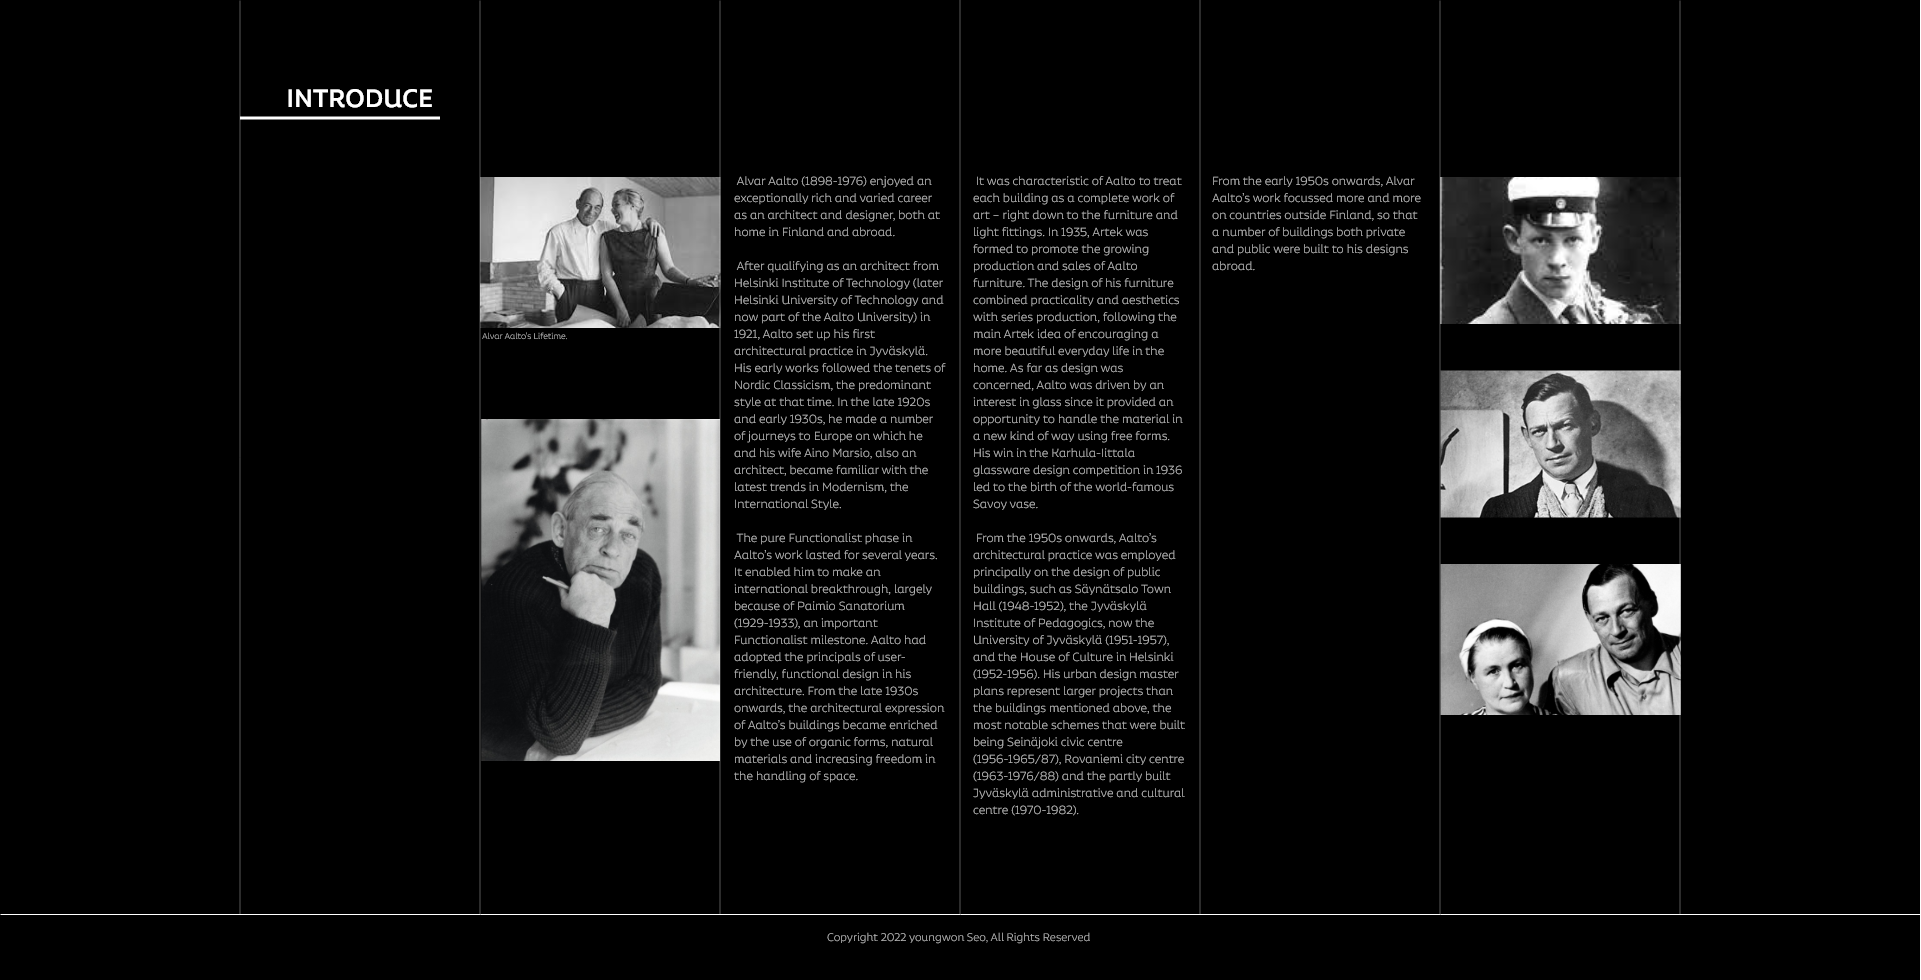 INTRODUCE
Alvar Aalto's Lifetime.
Alvar Aalto (1898-1976) enjoyed an
exceptionally rich and varied career
as an architect and designer, both at
home in Finland and abroad.
After qualifying as an architect from
Helsinki Institute of Technology (later
Helsinki University of Technology and
now part of the Aalto University) in
1921, Aalto set up his first
architectural practice in Jyväskylä.
His early works followed the tenets of
Nordic Classicism, the predominant
style at that time. In the late 1920s
and early 1930s, he made a number
of journeys to Europe on which he
and his wife Aino Marsio, also an
architect, became familiar with the
latest trends in Modernism, the
International Style.
The pure Functionalist phase in
Aalto's work lasted for several years.
It enabled him to make an
international breakthrough, largely
because of Paimio Sanatorium
(1929-1933), an important
Functionalist milestone. Aalto had
adopted the principals of user-
friendly, functional design in his
architecture. From the late 1930s
onwards, the architectural expression
of Aalto's buildings became enriched
by the use of organic forms, natural
materials and increasing freedom in
the handling of space.
It was characteristic of Aalto to treat
each building as a complete work of
art – right down to the furniture and
light fittings. In 1935, Artek was
formed to promote the growing
production and sales of Aalto
furniture. The design of his furniture
combined practicality and aesthetics
with series production, following the
main Artek idea of encouraging a
more beautiful everyday life in the
home. As far as design was
concerned, Aalto was driven by an
interest in glass since it provided an
opportunity to handle the material in
a new kind of way using free forms.
His win in the Karhula-Iittala
glassware design competition in 1936
led to the birth of the world-famous
Savoy vase.
From the 1950s onwards, Aalto's
architectural practice was employed
principally on the design of public
buildings, such as Säynätsalo Town
Hall (1948-1952), the Jyväskylä
Institute of Pedagogics, now the
University of Jyväskylä (1951-1957),
and the House of Culture in Helsinki
(1952-1956). His urban design master
plans represent larger projects than
the buildings mentioned above, the
most notable schemes that were built
being Seinäjoki civic centre
(1956-1965/87), Rovaniemi city centre
(1963-1976/88) and the partly built
Jyväskylä administrative and cultural
centre (1970-1982).
From the early 1950s onwards, Alvar
Aalto's work focussed more and more
on countries outside Finland, so that
a number of buildings both private
and public were built to his designs
abroad.
Copyright 2022 youngwon Seo, All Rights Reserved